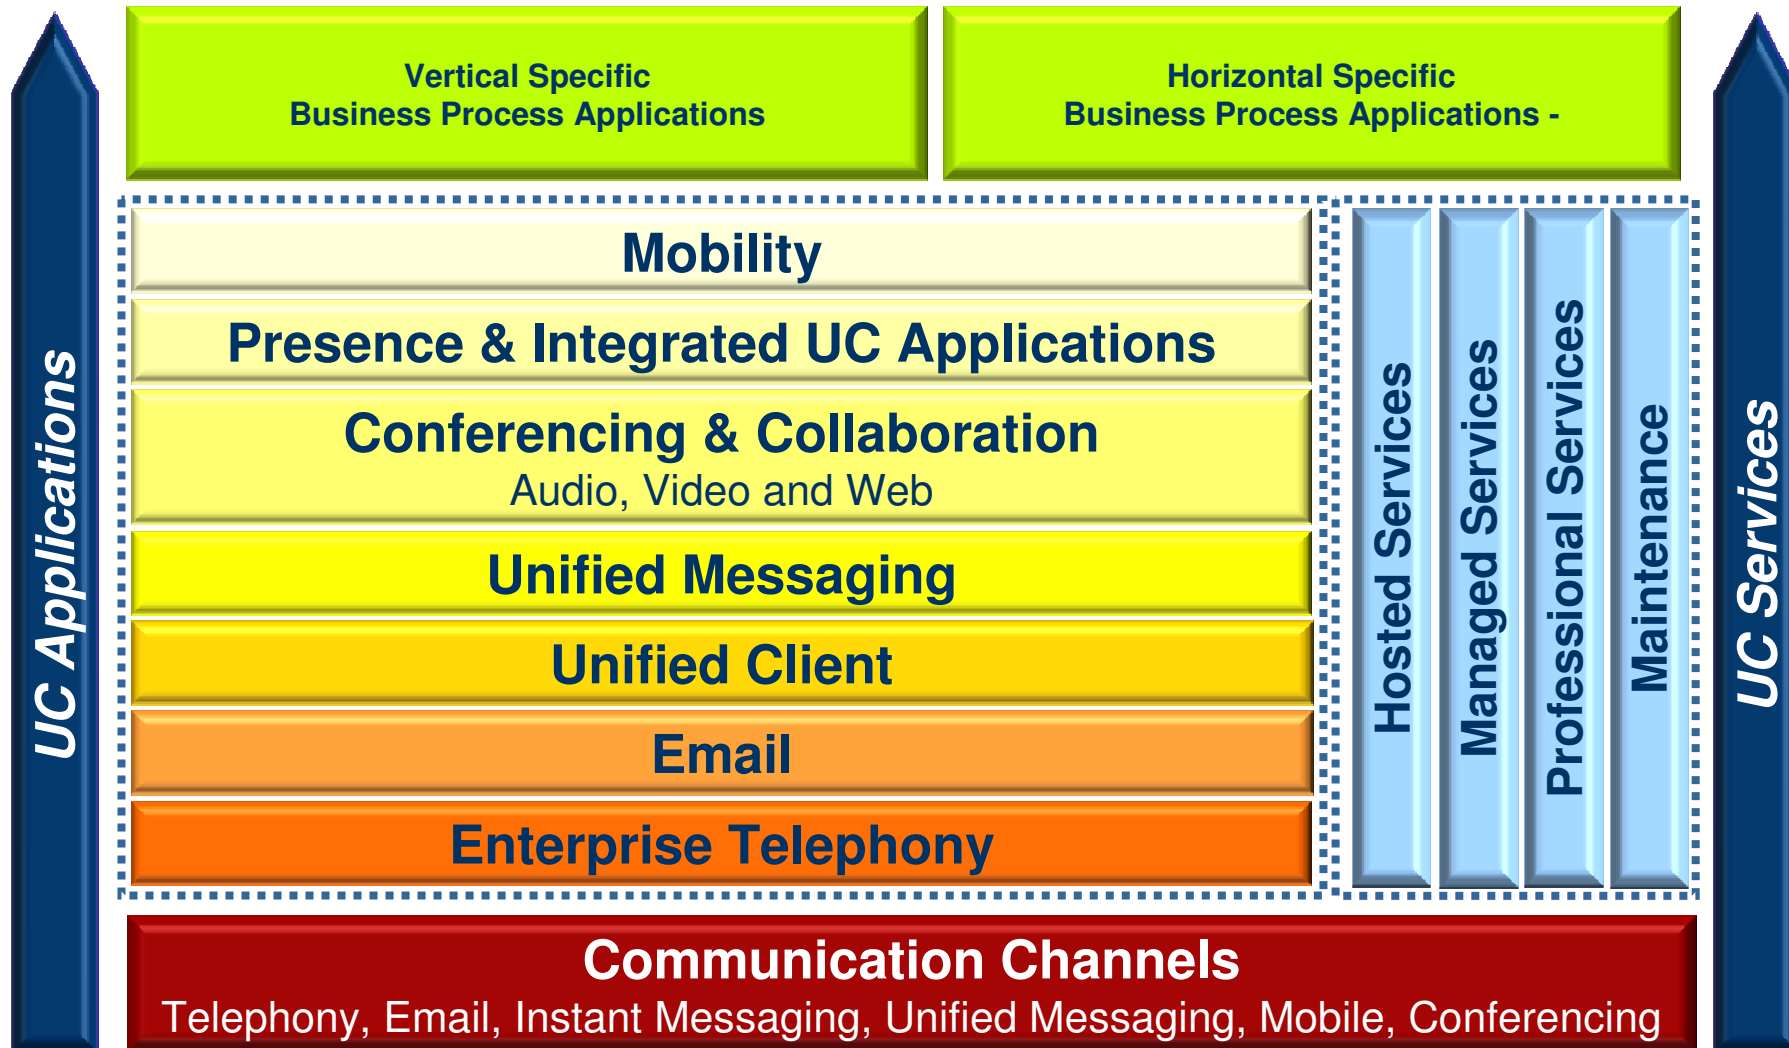 Vertical Specific
Business Process Applications
Horizontal Specific
Business Process Applications -
UC Applications
Mobility
Presence & Integrated UC Applications
Conferencing & Collaboration
Audio, Video and Web
Unified Messaging
Unified Client
Email
Enterprise Telephony
Hosted Services
Managed Services
Professional Services
Maintenance
UC Services
Communication Channels
Telephony, Email, Instant Messaging, Unified Messaging, Mobile, Conferencing